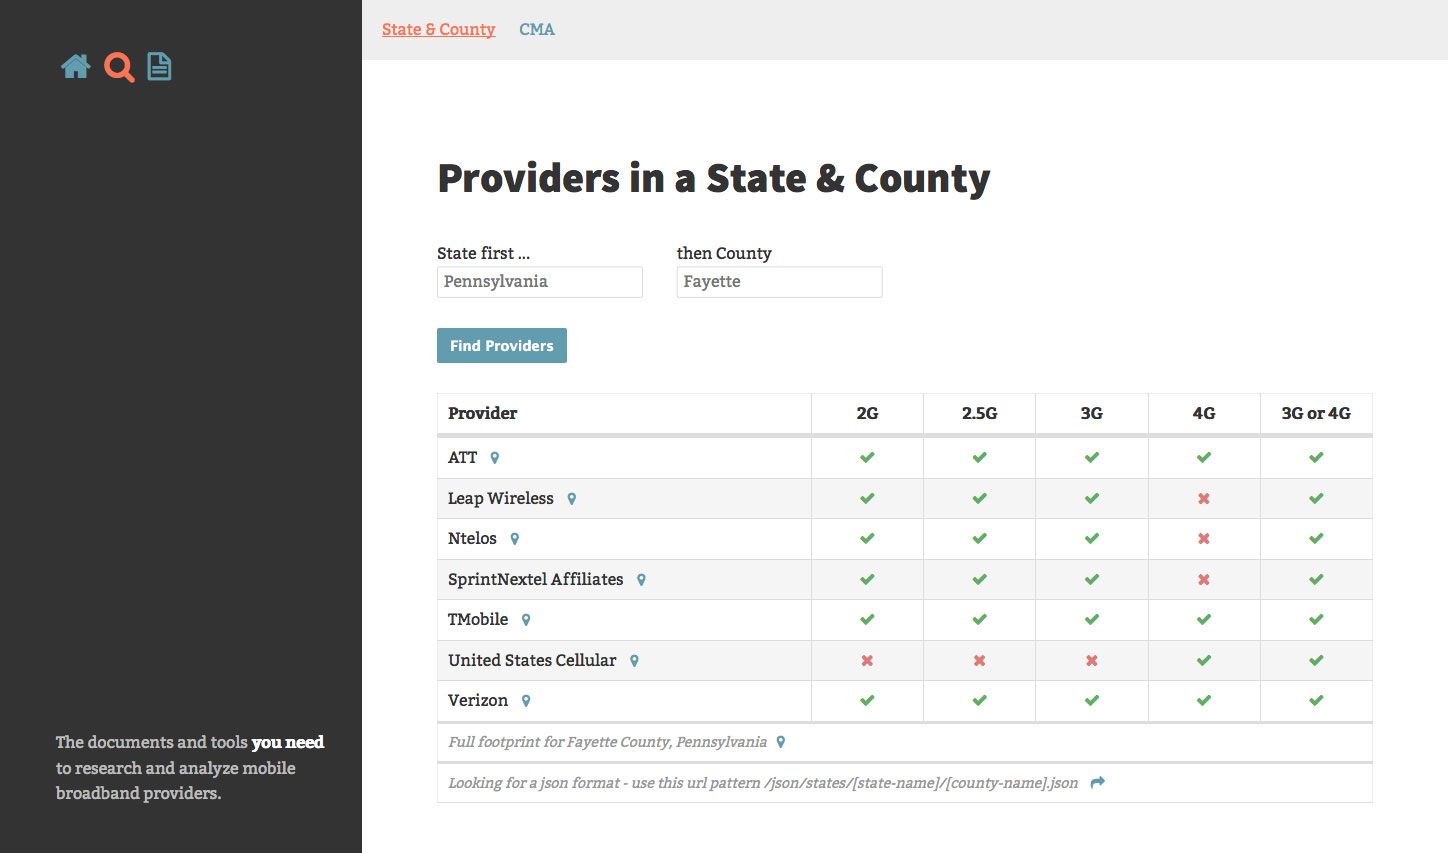 State & County CMA
Providers in a State & County
State first ... then County
Pennsylvania Fayette
Find Providers
Provider 2G 2.5G 3G 4G 3G or 4G
ATT
Leap Wireless
Ntelos
SprintNextel Affiliates
TMobile
United States Cellular
Verizon
Full footprint for Fayette County, Pennsylvania
Looking for a json format - use this url pattern /json/states/[state-name]/[county-name].json
The documents and tools you need
to research and analyze mobile
broadband providers.